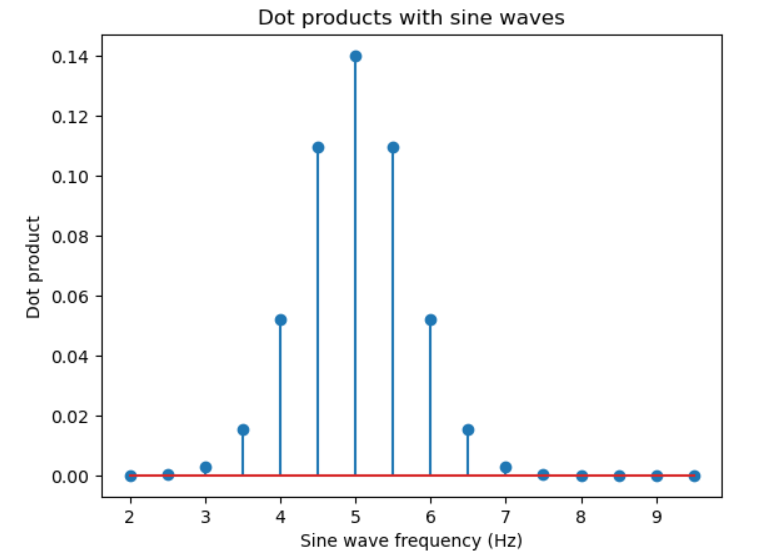 Dot products with sine waves
0.14
0.12
0.10
0.08
0.06
0.04
0.02
0.00
Dot product
2 3 4 5 6 7 8 9
Sine wave frequency (Hz)